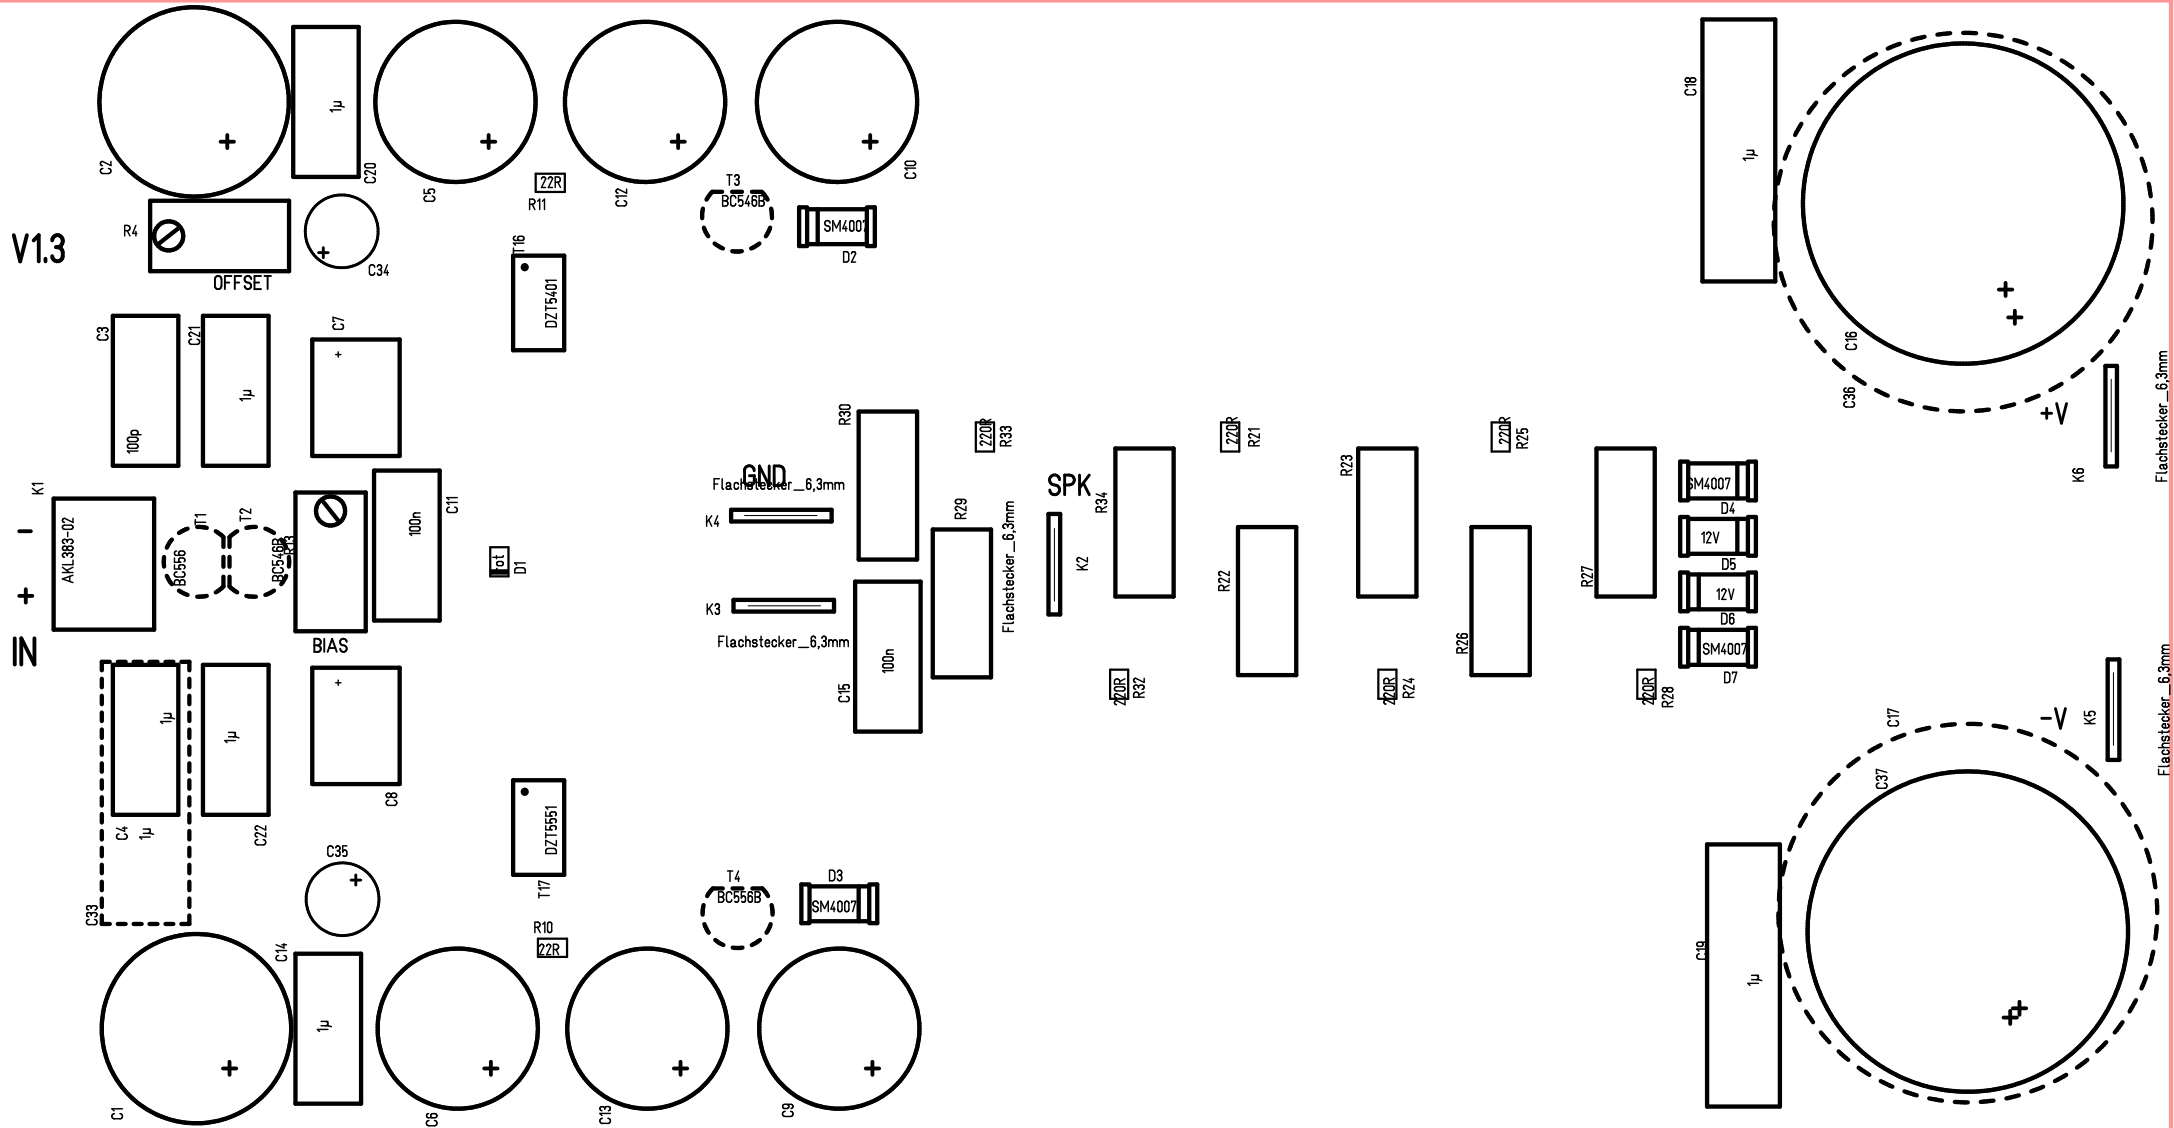 C18
1µ
1µ
C2
C20
C5
C12
C10
22R
R11
T3
BC546B
SM4007
D2
R4
V1.3
OFFSET
C34
T16
DZT5401
C16
C36
+V
K6
Flachstecker_6,3mm
C3
100p
C21
1µ
C7
R30
220R
R33
220R
R21
220R
R25
K1
-
+
IN
AKL383-02
T1
BC556
T2
BC546B
R13
BIAS
C11
100n
rot
D1
GND
Flachstecker_6,3mm
K4
K3
Flachstecker_6,3mm
R29
Flachstecker_6,3mm
SPK
K2
R34
R22
R23
R26
R27
SM4007
D4
12V
D5
12V
D6
SM4007
D7
C15
100n
220R
R32
220R
R24
220R
R28
-V
K5
Flachstecker_6,3mm
C17
C37
1µ
C4
1µ
C33
1µ
C22
C8
C35
DZT5551
T17
T4
BC556B
D3
SM4007
R10
22R
C14
1µ
C1
C6
C13
C9
C19
1µ